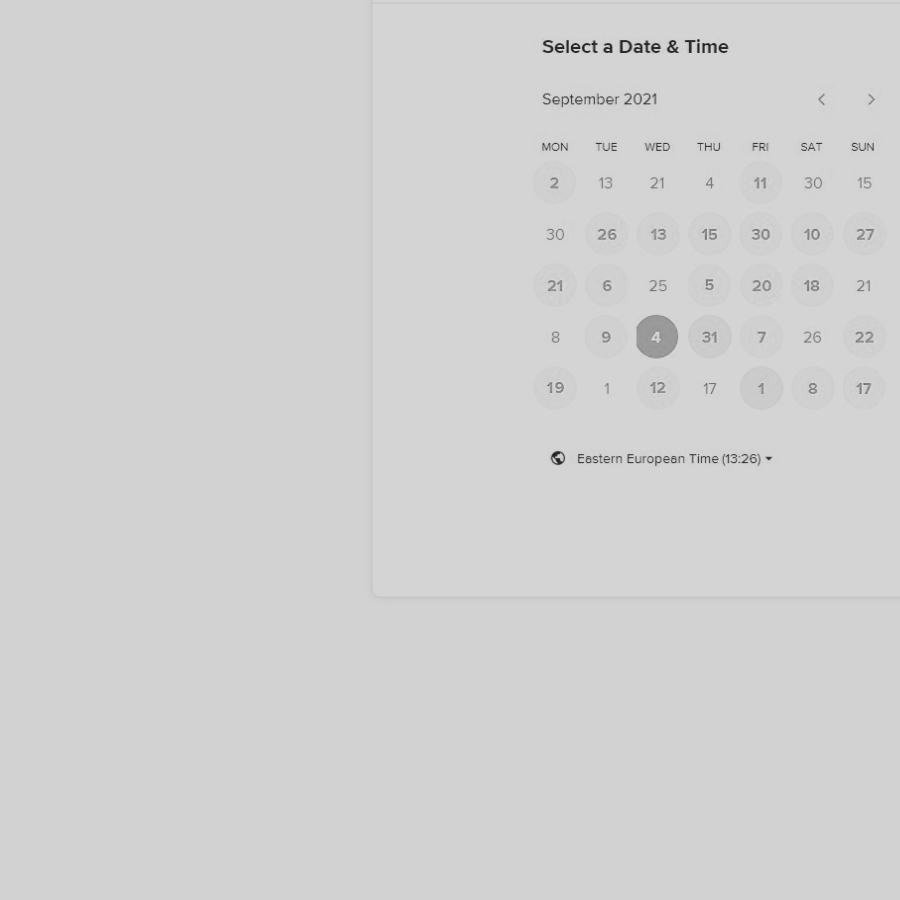 Select a Date & Time
September 2021
MON TUE WED THU FRI SAT SUN
2 13 21 4 11 30 15
30 26 13 15 30 10 27
21 6 25 5 20 18 21
8 9 4 31 7 26 22
19 1 12 17 1 8 17
Eastern European Time (13:26)